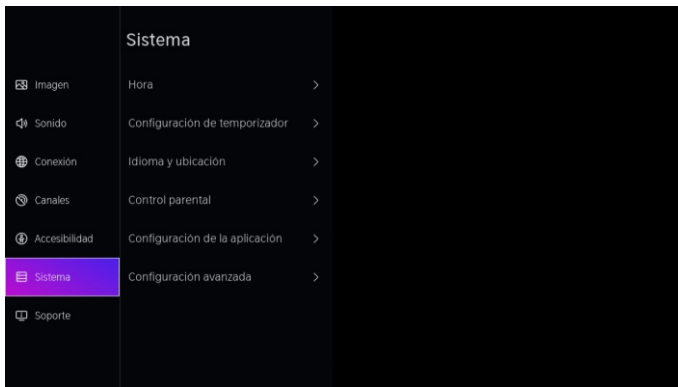 Sistema
Imagen
Hora
Sonido
Configuración de temporizador
Conexión
Idioma y ubicación
Canales
Control parental
Accesibilidad
Configuración de la aplicación
Sistema
Configuración avanzada
Soporte